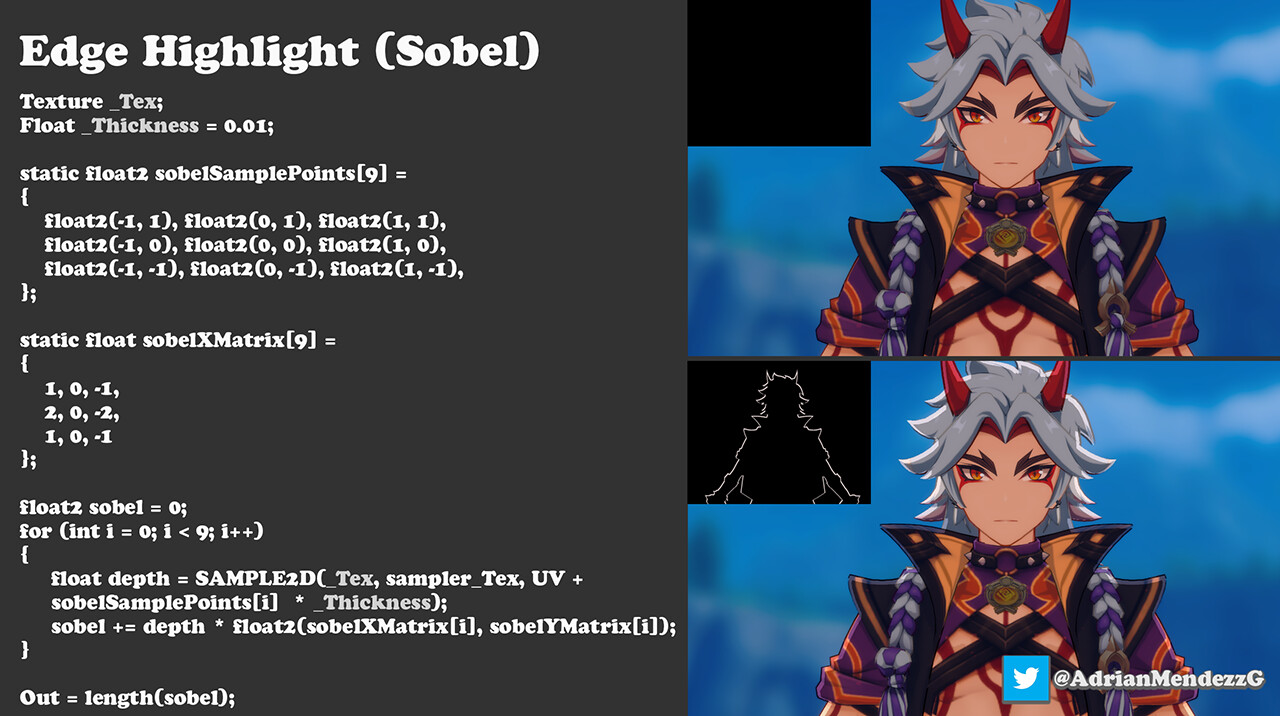 Edge Highlight (Sobel)
Texture _Tex;
Float _Thickness = 0.01;
static float2 sobelSamplePoints[9] =
{
float2(-1, 1), float2(0, 1), float2(1, 1),
float2(-1, 0), float2(0, 0), float2(1, 0),
float2(-1, -1), float2(0, -1), float2(1, -1),
};
static float sobelXMatrix[9] =
{
1, 0, -1,
2, 0, -2,
1, 0, -1
};
float2 sobel = 0;
for (int i = 0; i < 9; i++)
{
float depth = SAMPLE2D(_Tex, sampler_Tex, UV +
sobelSamplePoints[i] * _Thickness);
sobel += depth * float2(sobelXMatrix[i], sobelYMatrix[i]);
}
Out = length(sobel);
@AdrianMendezzG